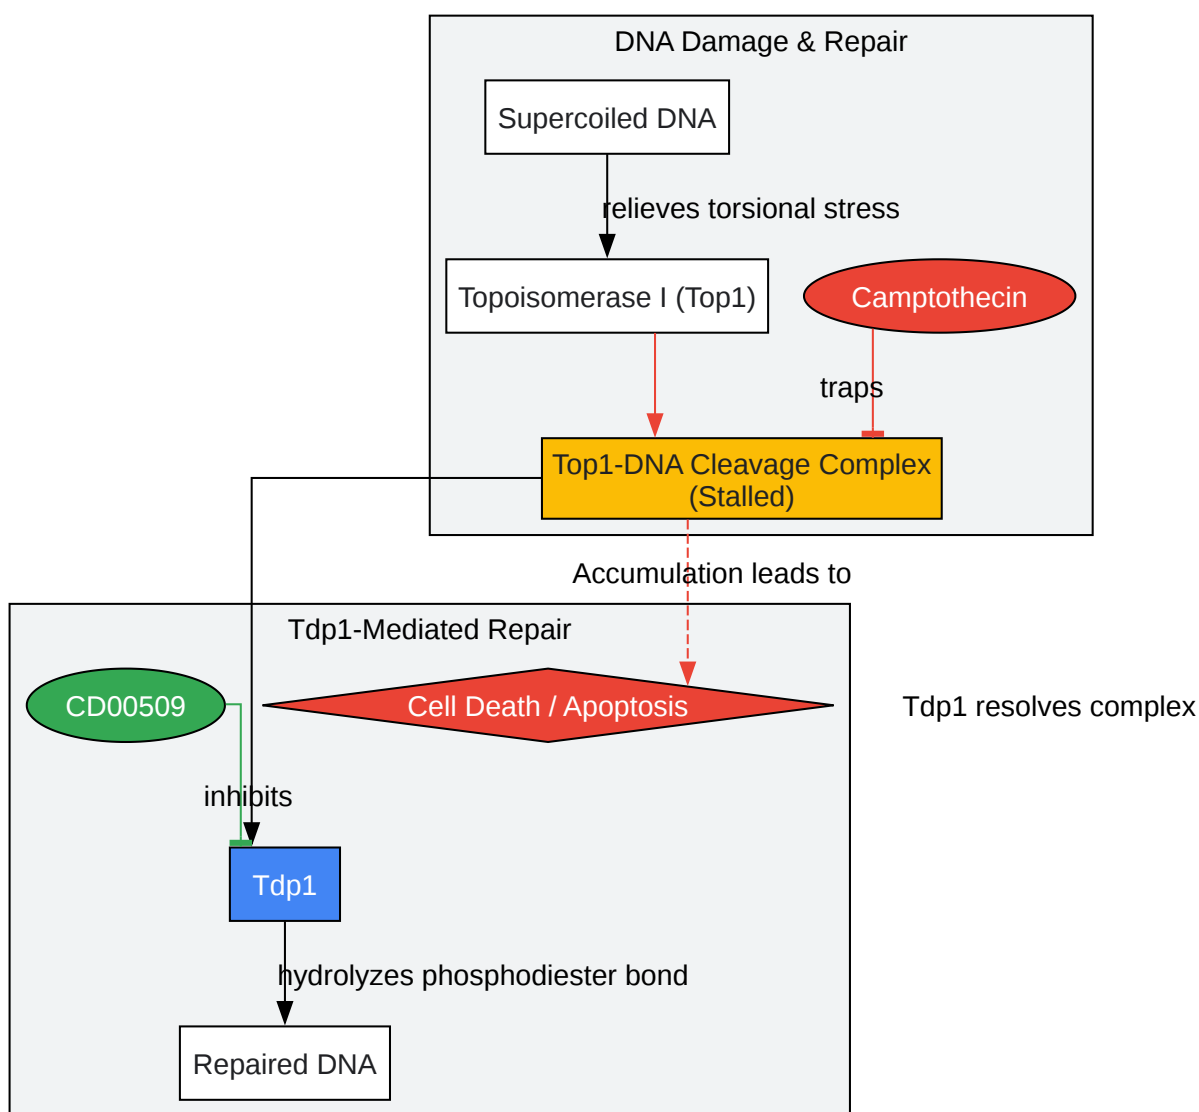 DNA Damage & Repair
Supercoiled DNA
relieves torsional stress
Topoisomerase I (Top1)
Camptothecin
traps
Top1-DNA Cleavage Complex
(Stalled)
Accumulation leads to
Tdp1-Mediated Repair
CD00509
Cell Death / Apoptosis
Tdp1 resolves complex
inhibits
Tdp1
hydrolyzes phosphodiester bond
Repaired DNA